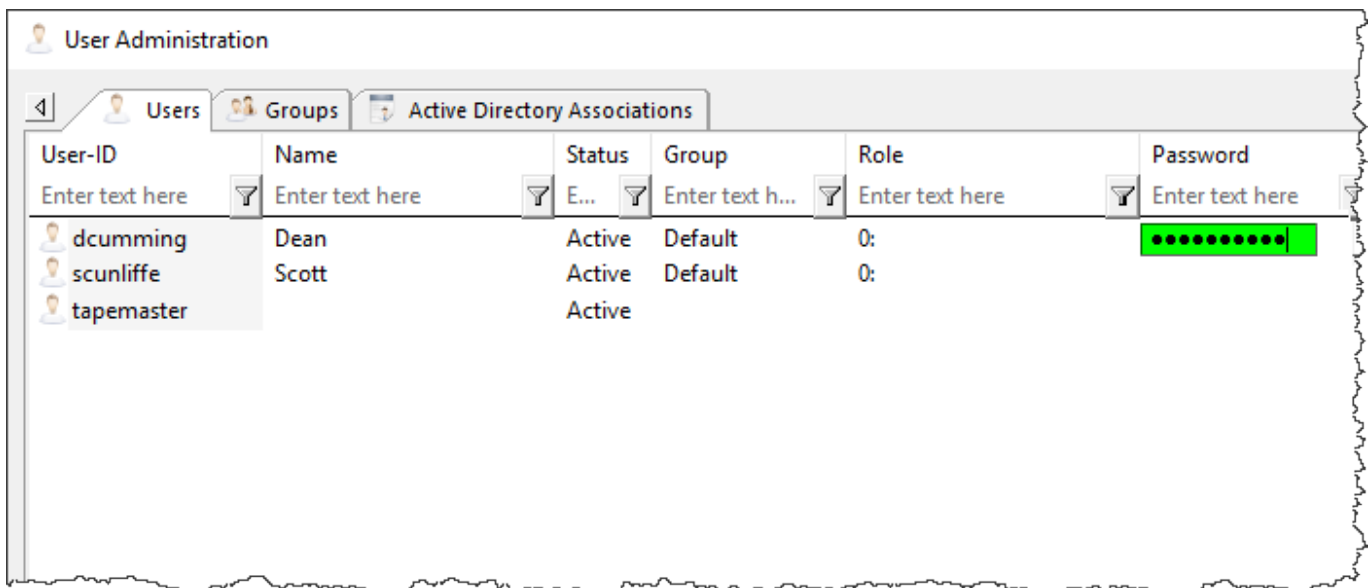 User Administration
Users Groups Active Directory Associations
User-ID Name Status Group Role Password
Enter text here Enter text here E... Enter text h... Enter text here Enter text here
dcumming Dean Active Default 0: ●●●●●●●●●●
scunliffe Scott Active Default 0:
tapemaster Active